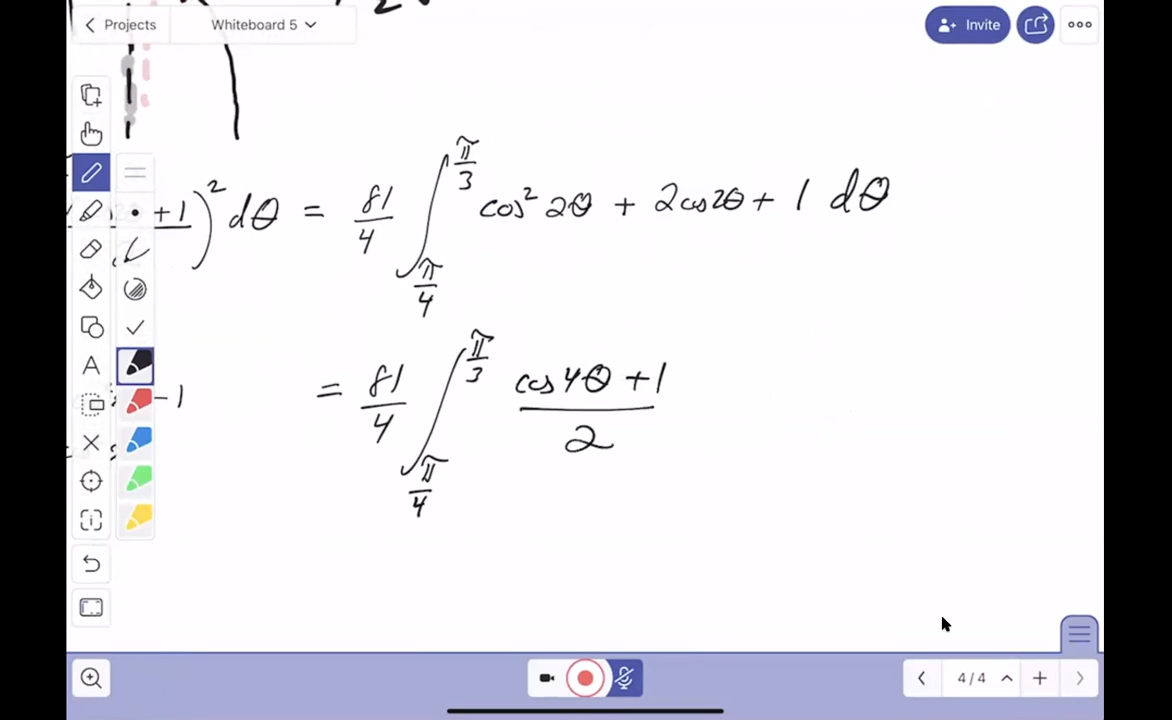 Projects Whiteboard 5 Invite
+1)² dθ = 81/4 ∫_{π/4}^{π/3} cos² 2θ + 2cos2θ + 1 dθ
-1 = 81/4 ∫_{π/4}^{π/3} (cos 4θ + 1)/2
A
4/4